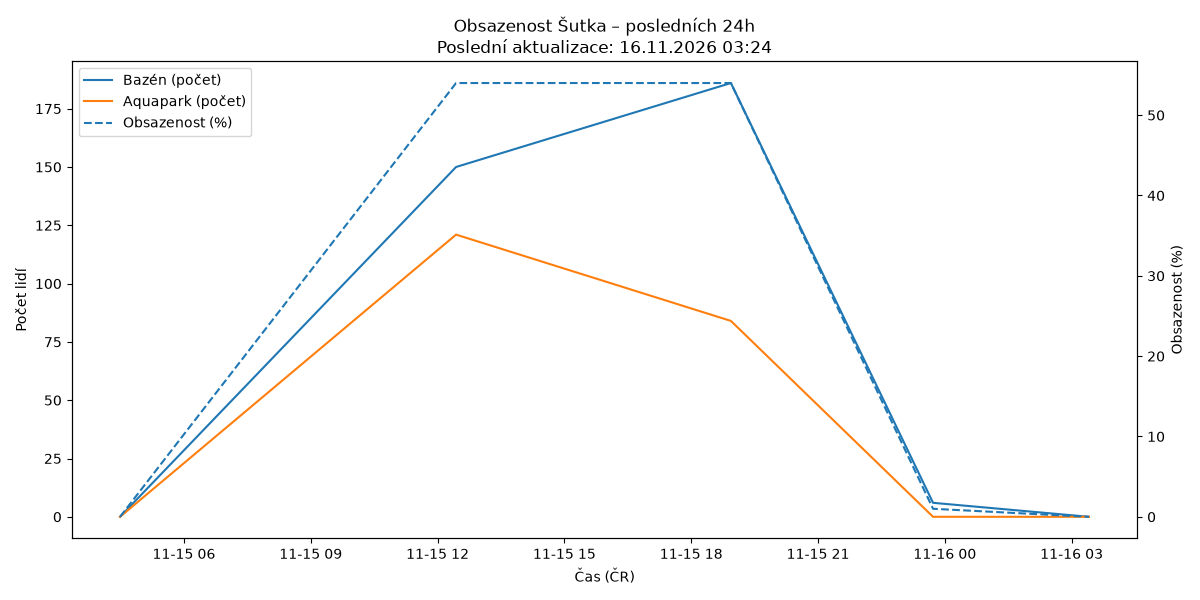 Obsazenost Šutka – posledních 24h
Poslední aktualizace: 16.11.2026 03:24
Bazén (počet)
Aquapark (počet)
Obsazenost (%)
Počet lidí
175
150
125
100
75
50
25
0
50
40
30
20
10
0
Obsazenost (%)
11-15 06
11-15 09
11-15 12
11-15 15
11-15 18
11-15 21
11-16 00
11-16 03
Čas (ČR)